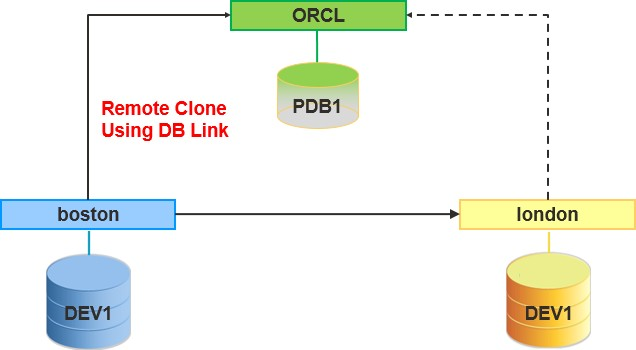 ORCL
PDB1
Remote Clone
Using DB Link
boston
london
DEV1
DEV1